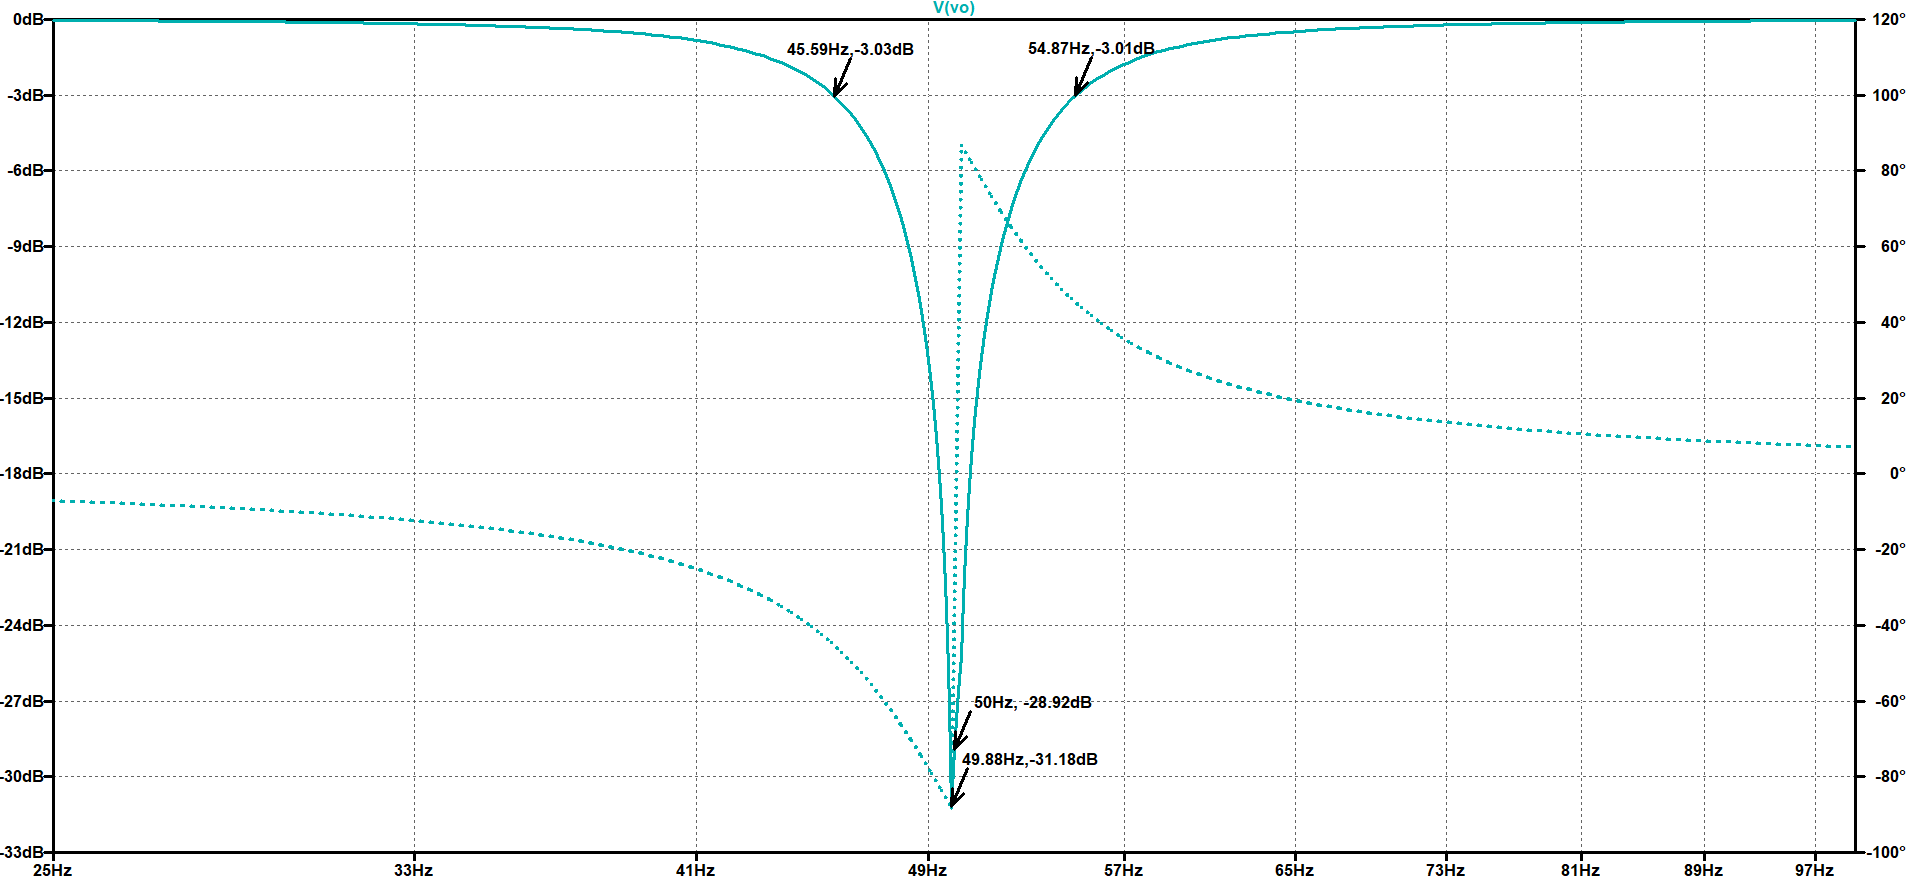 V(vo)
0dB
-3dB
-6dB
-9dB
-12dB
-15dB
-18dB
-21dB
-24dB
-27dB
-30dB
-33dB
45.59Hz,-3.03dB
54.87Hz,-3.01dB
50Hz, -28.92dB
49.88Hz,-31.18dB
120°
100°
80°
60°
40°
20°
0°
-20°
-40°
-60°
-80°
-100°
25Hz
33Hz
41Hz
49Hz
57Hz
65Hz
73Hz
81Hz
89Hz
97Hz